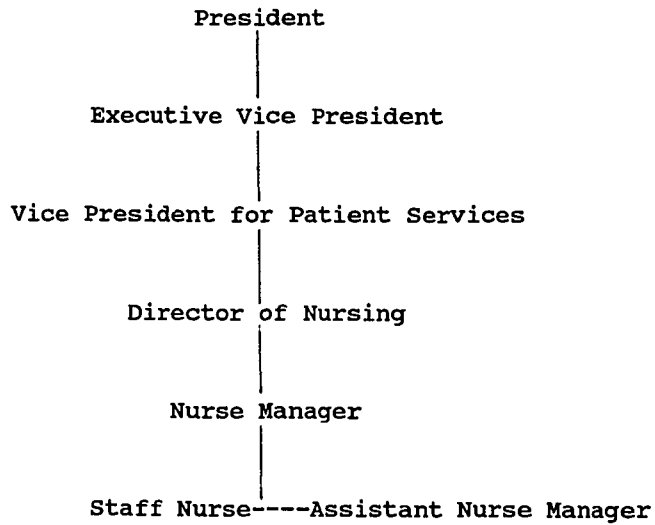 President
Executive Vice President
Vice President for Patient Services
Director of Nursing
Nurse Manager
Staff Nurse----Assistant Nurse Manager